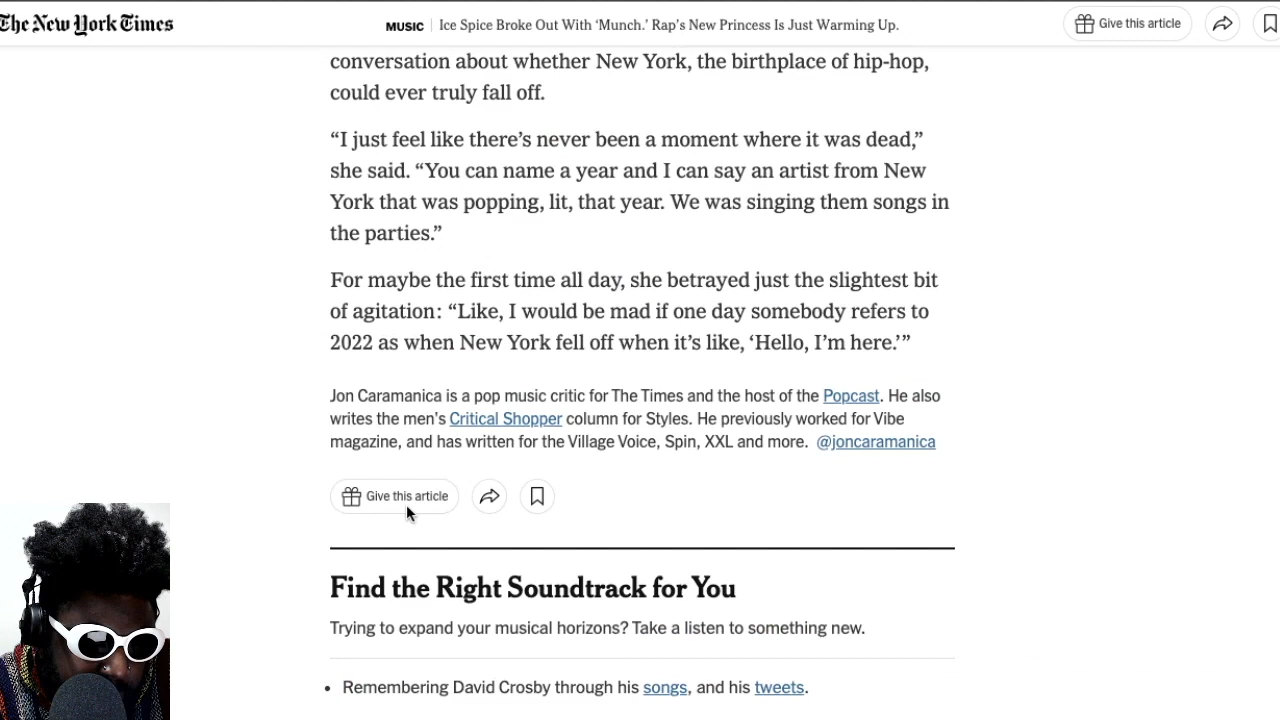 The New York Times
MUSIC Ice Spice Broke Out With ‘Munch.’ Rap’s New Princess Is Just Warming Up.
Give this article
conversation about whether New York, the birthplace of hip-hop,
could ever truly fall off.
“I just feel like there’s never been a moment where it was dead,”
she said. “You can name a year and I can say an artist from New
York that was popping, lit, that year. We was singing them songs in
the parties.”
For maybe the first time all day, she betrayed just the slightest bit
of agitation: “Like, I would be mad if one day somebody refers to
2022 as when New York fell off when it’s like, ‘Hello, I’m here.’”
Jon Caramanica is a pop music critic for The Times and the host of the Popcast. He also
writes the men's Critical Shopper column for Styles. He previously worked for Vibe
magazine, and has written for the Village Voice, Spin, XXL and more. @joncaramanica
Give this article
Find the Right Soundtrack for You
Trying to expand your musical horizons? Take a listen to something new.
• Remembering David Crosby through his songs, and his tweets.